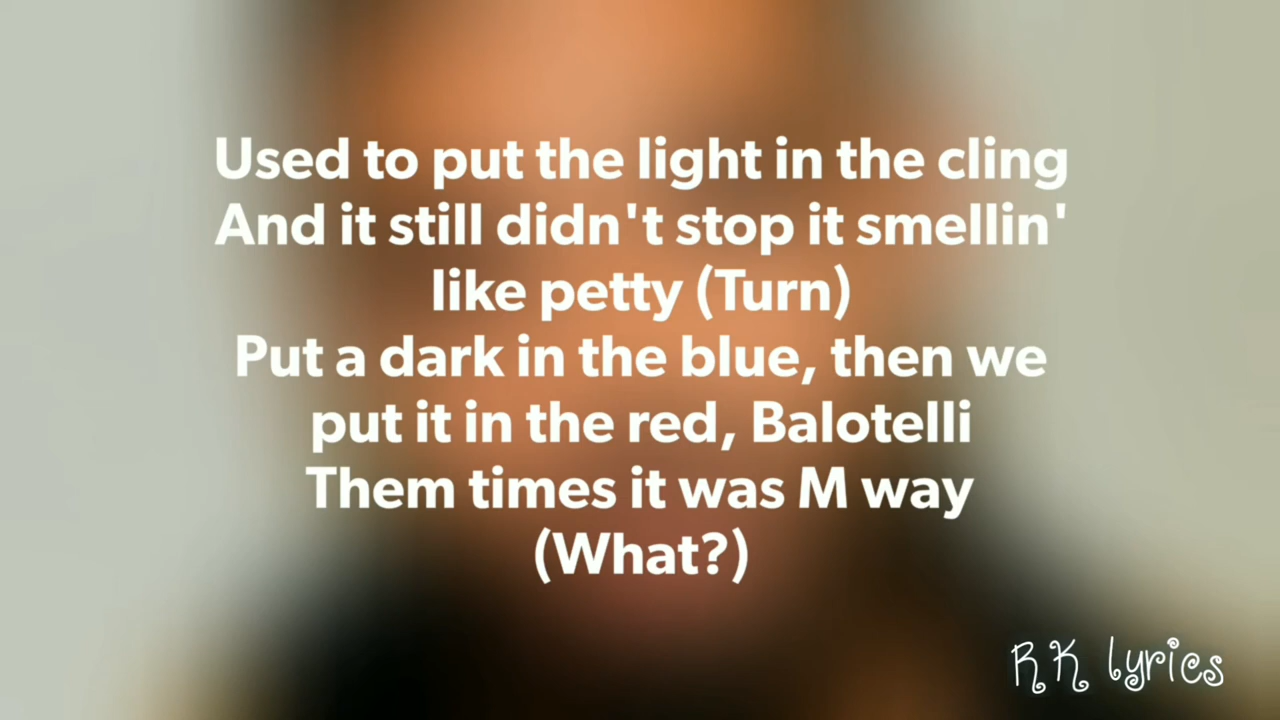 Used to put the light in the cling
And it still didn't stop it smellin'
like petty (Turn)
Put a dark in the blue, then we
put it in the red, Balotelli
Them times it was M way
(What?)
RK lyrics